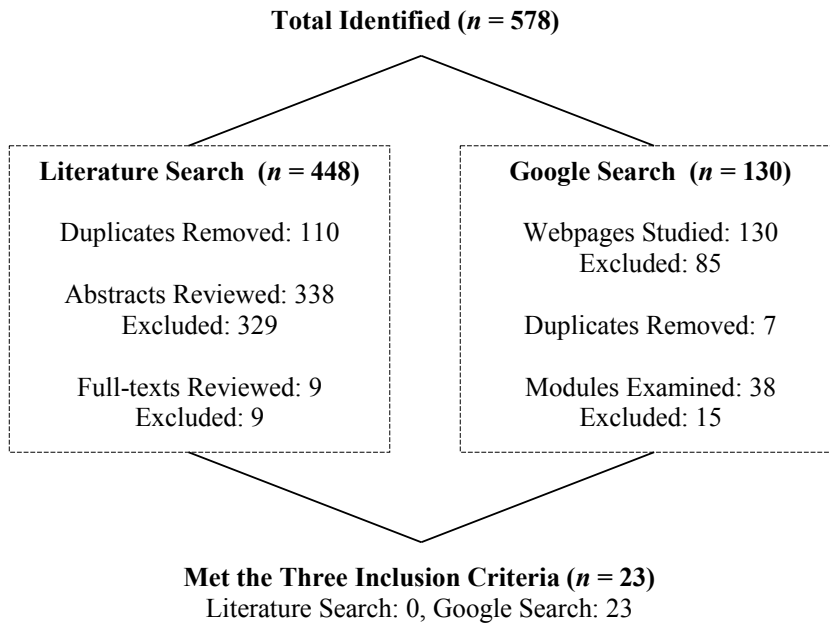 Total Identified (n = 578)
Literature Search (n = 448)
Duplicates Removed: 110
Abstracts Reviewed: 338
Excluded: 329
Full-texts Reviewed: 9
Excluded: 9
Google Search (n = 130)
Webpages Studied: 130
Excluded: 85
Duplicates Removed: 7
Modules Examined: 38
Excluded: 15
Met the Three Inclusion Criteria (n = 23)
Literature Search: 0, Google Search: 23